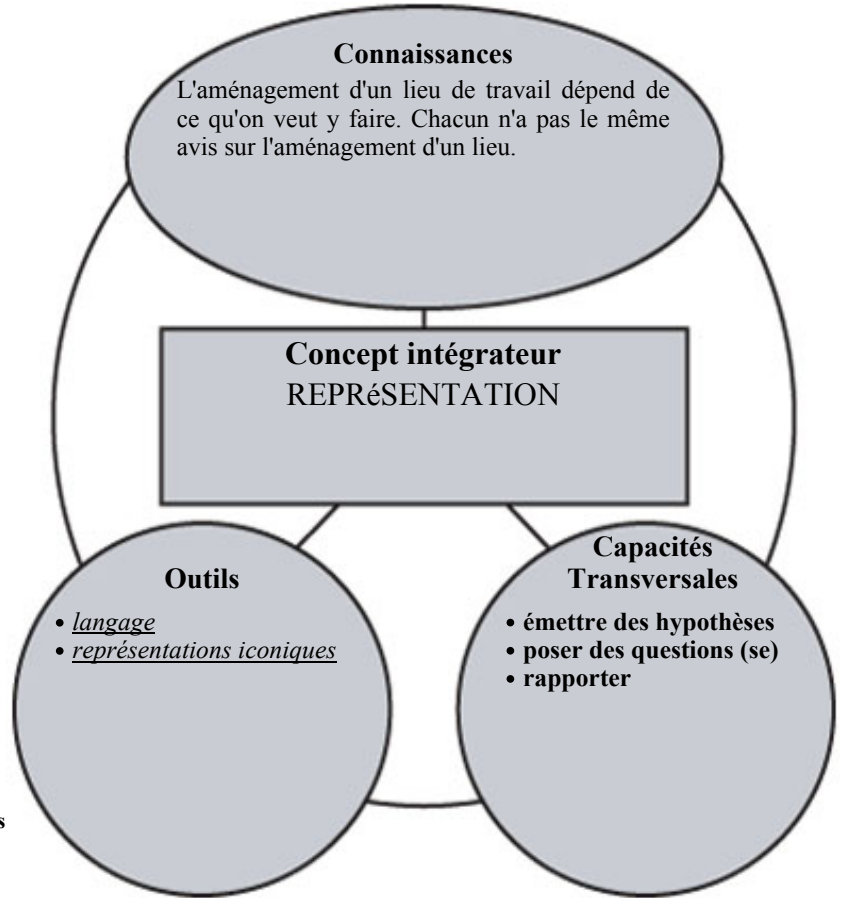 Connaissances
L'aménagement d'un lieu de travail dépend de
ce qu'on veut y faire. Chacun n'a pas le même
avis sur l'aménagement d'un lieu.
Concept intégrateur
REPRéSENTATION
Outils
• langage
• représentations iconiques
Capacités
Transversales
• émettre des hypothèses
• poser des questions (se)
• rapporter
s